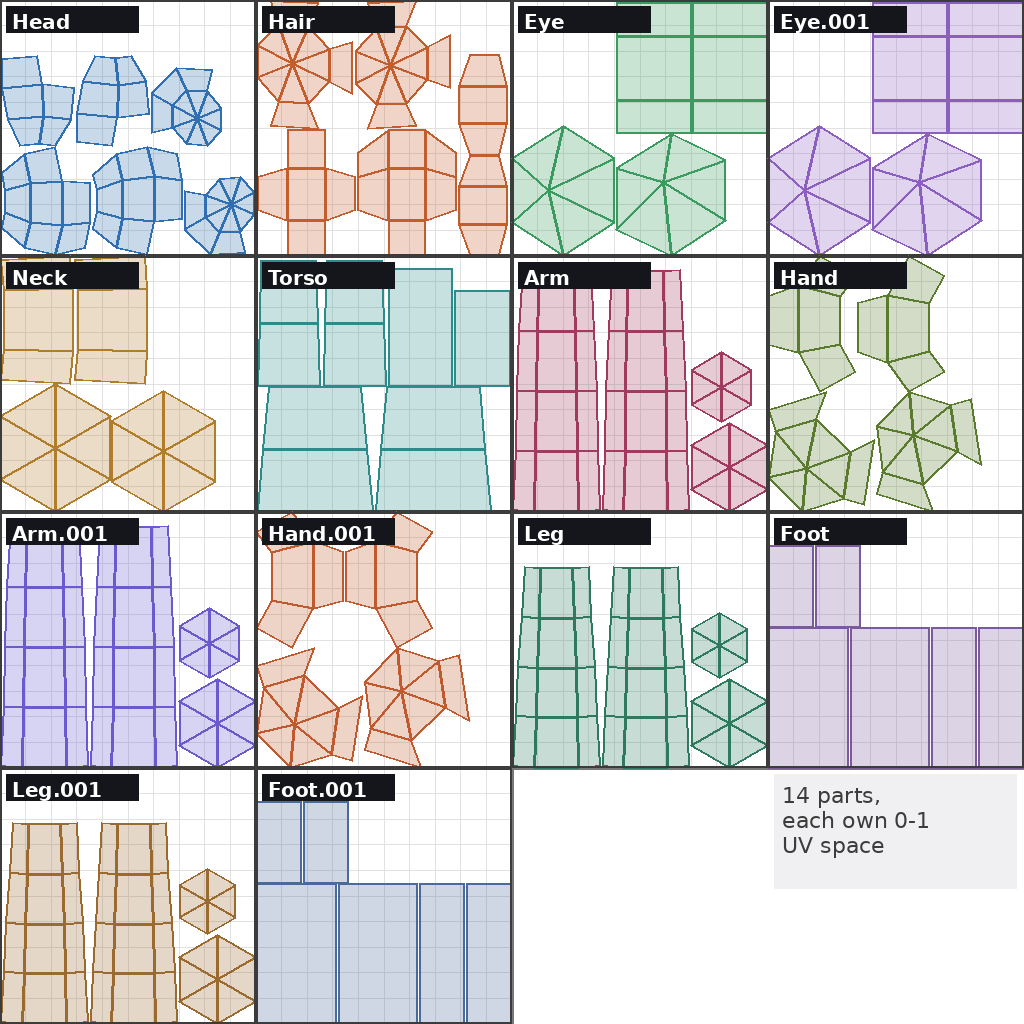 Head
Hair
Eye
Eye.001
Neck
Torso
Arm
Hand
Arm.001
Hand.001
Leg
Foot
Leg.001
Foot.001
14 parts,
each own 0-1
UV space